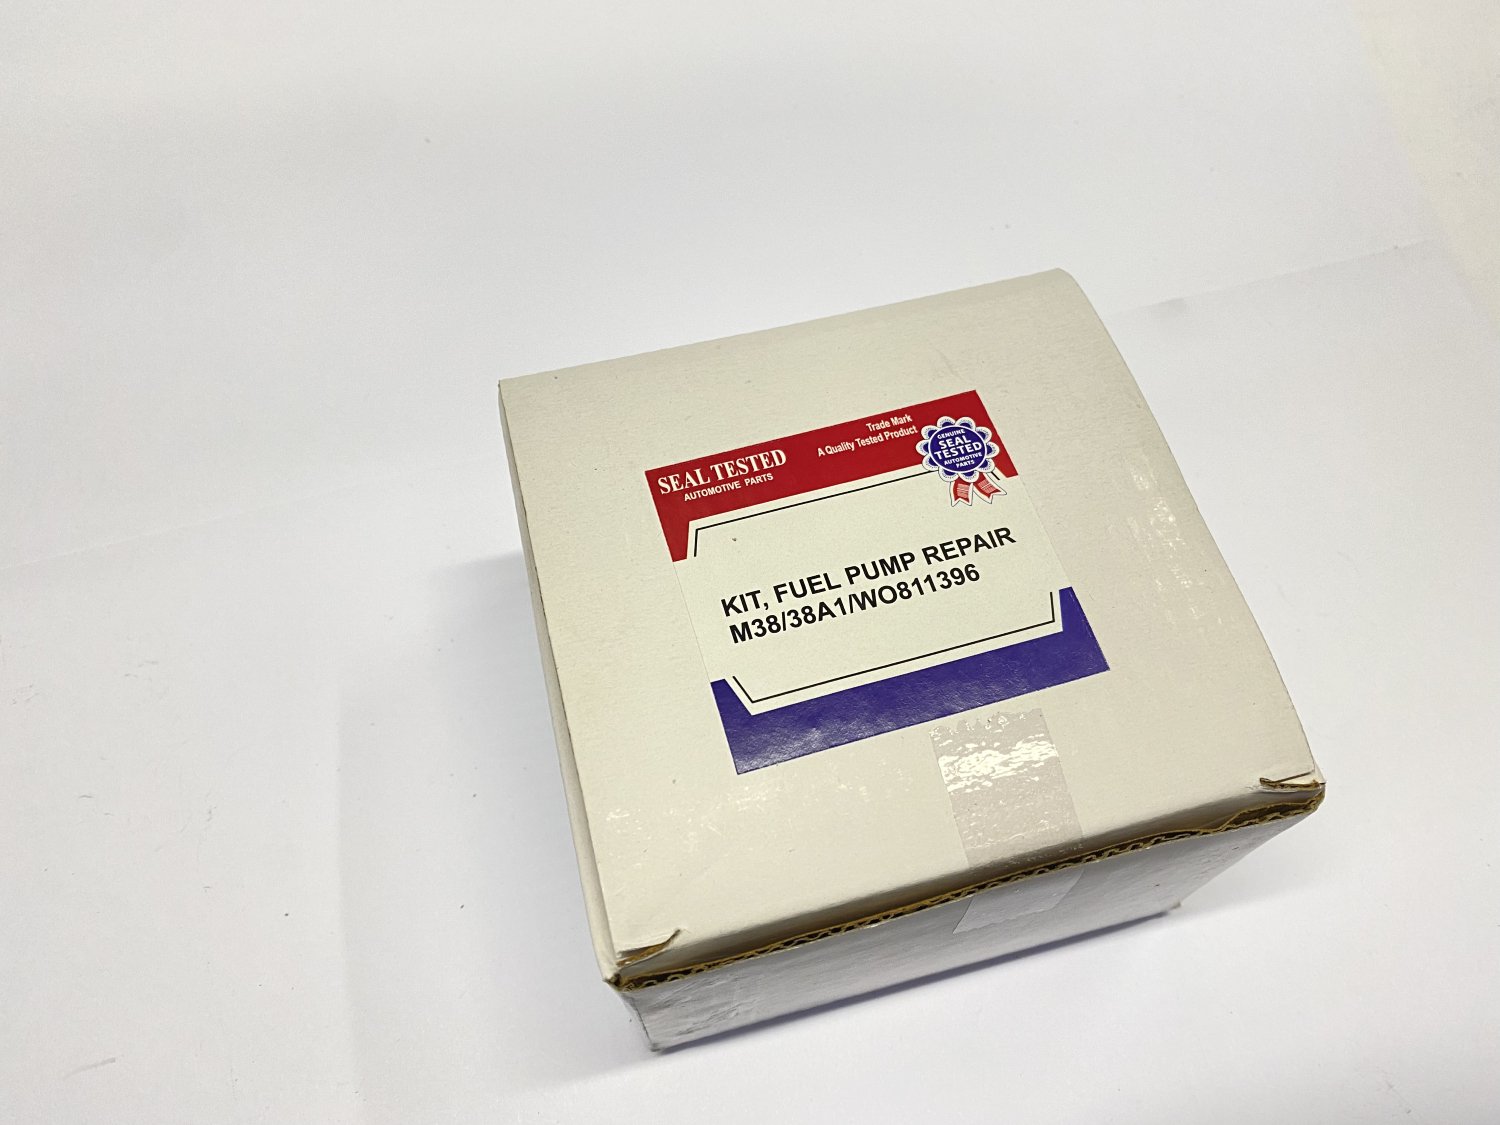 SEAL TESTED
AUTOMOTIVE PARTS
Trade Mark
A Quality Tested Product
GENUINE
SEAL
TESTED
AUTOMOTIVE
PARTS
KIT, FUEL PUMP REPAIR
M38/38A1/WO811396